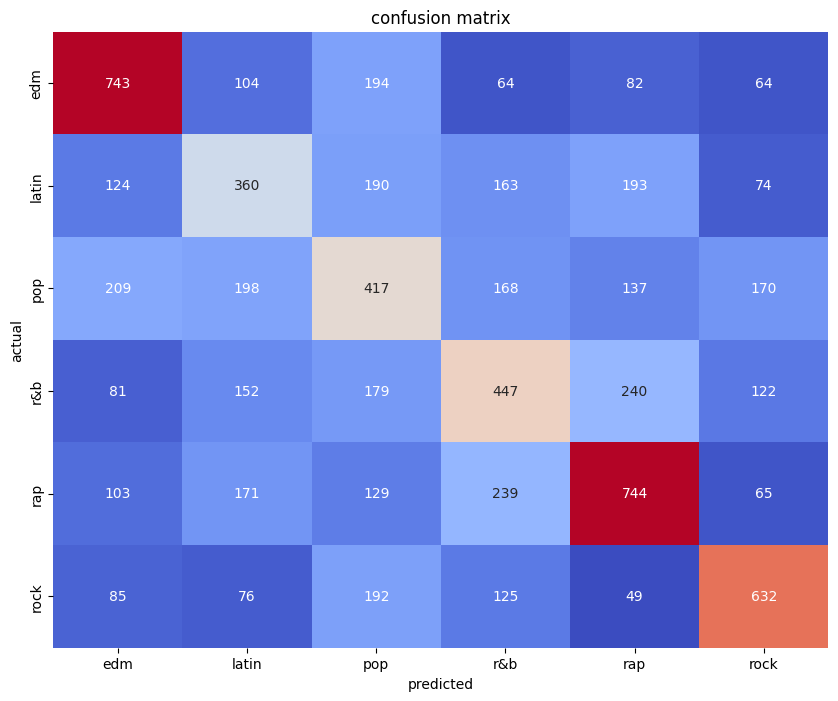 confusion matrix
actual
edm 743 104 194 64 82 64
latin 124 360 190 163 193 74
pop 209 198 417 168 137 170
r&b 81 152 179 447 240 122
rap 103 171 129 239 744 65
rock 85 76 192 125 49 632
edm latin pop r&b rap rock
predicted